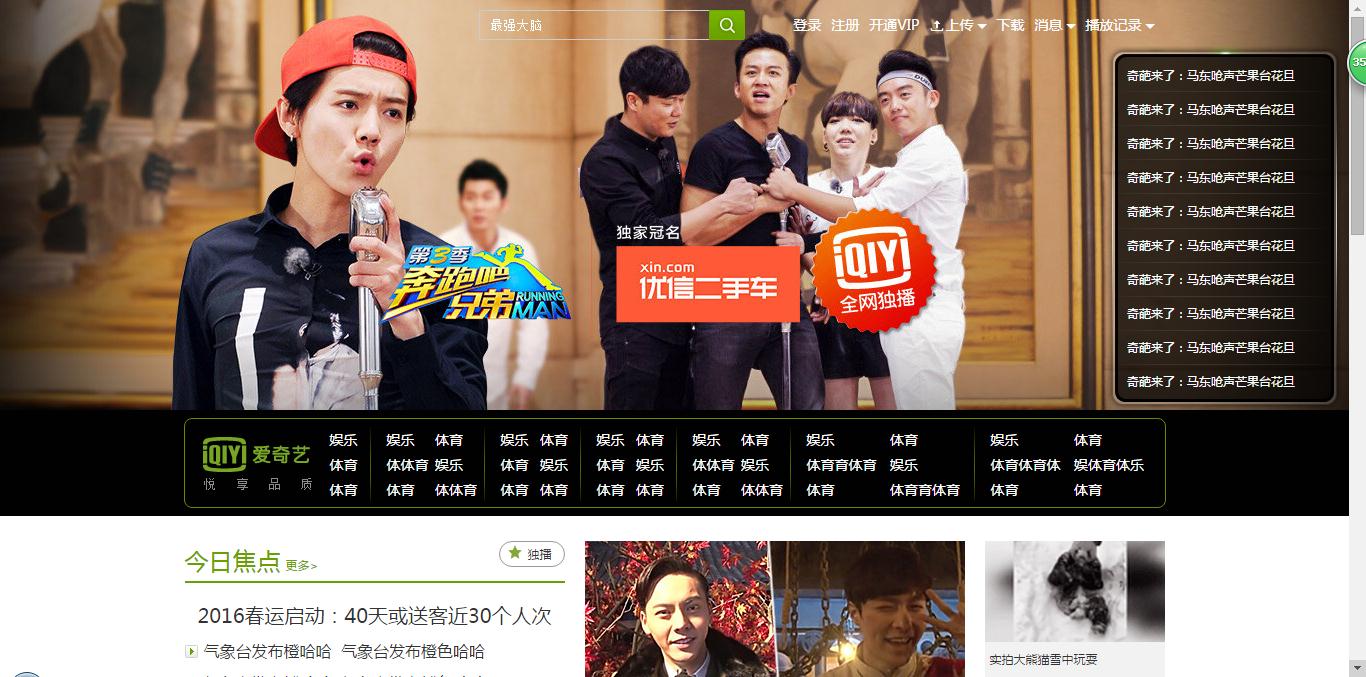 最强大脑
登录 注册 开通VIP 上传 下载 消息 播放记录
35
奇葩来了：马东呛声芒果台花旦
奇葩来了：马东呛声芒果台花旦
奇葩来了：马东呛声芒果台花旦
奇葩来了：马东呛声芒果台花旦
奇葩来了：马东呛声芒果台花旦
奇葩来了：马东呛声芒果台花旦
奇葩来了：马东呛声芒果台花旦
奇葩来了：马东呛声芒果台花旦
奇葩来了：马东呛声芒果台花旦
奇葩来了：马东呛声芒果台花旦
第3季
奔跑吧
兄弟
RUNNING
MAN
独家冠名
xin.com
优信二手车
iQIYI
全网独播
iQIYI 爱奇艺
悦享品质
娱乐 娱乐 体育 娱乐 体育 娱乐 体育 娱乐 体育 娱乐 体育 娱乐 体育
体育 体体育 娱乐 体育 娱乐 体育 娱乐 体体育 娱乐 体育育体育 娱乐 体育体育体 娱体育体乐
体育 体育 体体育 体育 体育 体育 体育 体育 体体育 体育 体育育体育 体育 体育
今日焦点 更多>
独播
2016春运启动：40天或送客近30个人次
气象台发布橙哈哈 气象台发布橙色哈哈
实拍大熊猫雪中玩耍